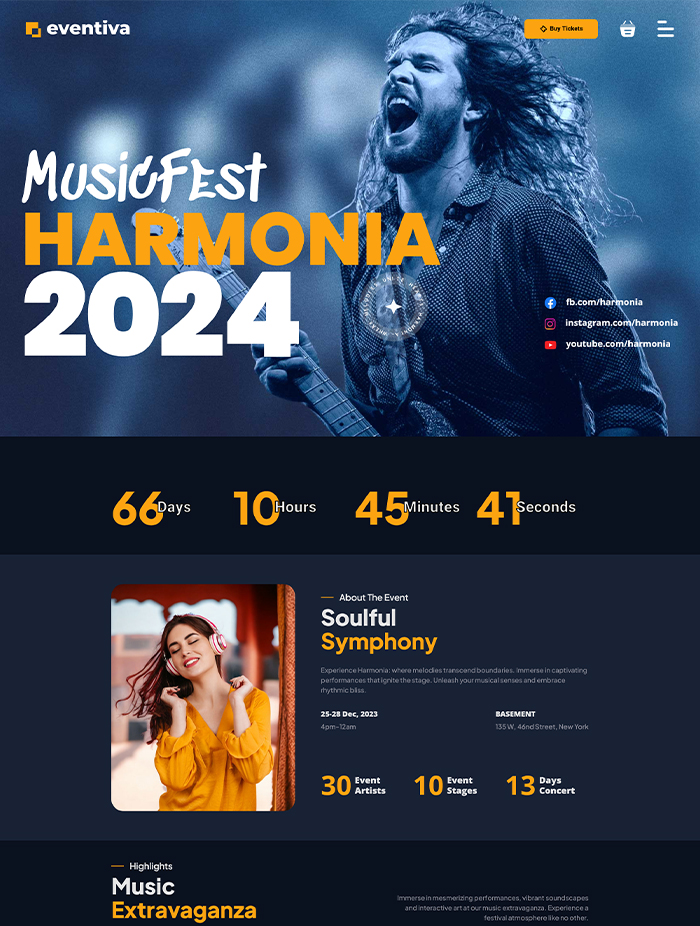 eventiva
Buy Tickets
MusicFest
HARMONIA
2024
fb.com/harmonia
instagram.com/harmonia
youtube.com/harmonia
66 Days 10 Hours 45 Minutes 41 Seconds
About The Event
Soulful
Symphony
Experience Harmonia: where melodies transcend boundaries. Immerse in captivating
performances that ignite the stage. Unleash your musical senses and embrace
rhythmic bliss.
25-28 Dec, 2023
4pm-12am
BASEMENT
135 W, 46nd Street, New York
30 Event
Artists
10 Event
Stages
13 Days
Concert
Highlights
Music
Extravaganza
Immerse in mesmerizing performances, vibrant soundscapes
and interactive art at our music extravaganza. Experience a
festival atmosphere like no other.